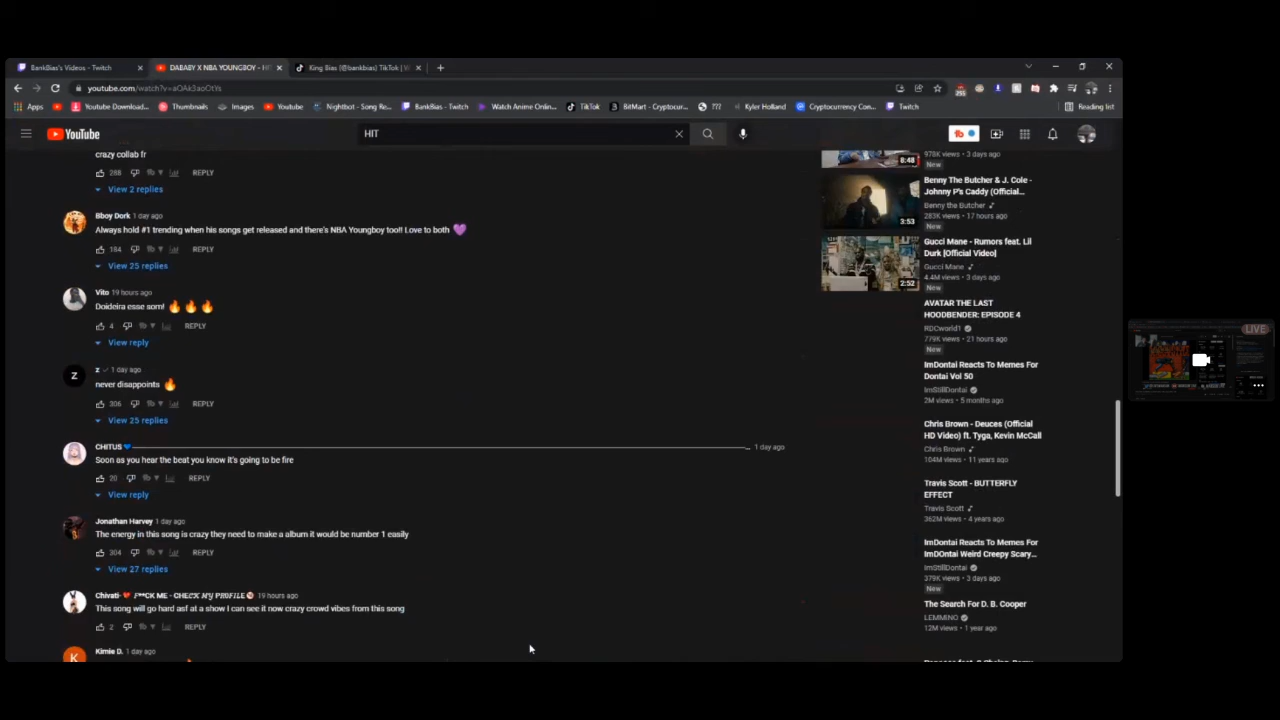 BankBias's Videos - Twitch
DABABY X NBA YOUNGBOY - HI
King Bias (@bankbias) TikTok | W
youtube.com/watch?v=aOAk3aoOtYs
Apps
Youtube Download...
Thumbnails
Images
Youtube
Nightbot - Song Re...
BankBias - Twitch
Watch Anime Onlin...
TikTok
BitMart - Cryptocur...
???
Kyler Holland
Cryptocurrency Con...
Twitch
Reading list
YouTube
HIT
crazy collab fr
288 REPLY
View 2 replies
Bboy Dork 1 day ago
Always hold #1 trending when his songs get released and there's NBA Youngboy too!! Love to both 💜
184 REPLY
View 25 replies
Vito 19 hours ago
Doideira esse som! 🔥 🔥 🔥
4 REPLY
View reply
Z
z 1 day ago
never disappoints 🔥
306 REPLY
View 25 replies
CHITUS💙 ... 1 day ago
Soon as you hear the beat you know it's going to be fire
20 REPLY
View reply
Jonathan Harvey 1 day ago
The energy in this song is crazy they need to make a album it would be number 1 easily
304 REPLY
View 27 replies
Chivati-💔 F**CK ME - CHECK MY PROFILE 19 hours ago
This song will go hard asf at a show I can see it now crazy crowd vibes from this song
2 REPLY
K
Kimie D. 1 day ago
8:48
978K views • 3 days ago
New
3:53
Benny The Butcher & J. Cole -
Johnny P's Caddy (Official...
Benny the Butcher
283K views • 17 hours ago
New
2:52
Gucci Mane - Rumors feat. Lil
Durk [Official Video]
Gucci Mane
4.4M views • 3 days ago
New
AVATAR THE LAST
HOODBENDER: EPISODE 4
RDCworld1
779K views • 21 hours ago
New
ImDontai Reacts To Memes For
Dontai Vol 50
ImStillDontai
2M views • 5 months ago
Chris Brown - Deuces (Official
HD Video) ft. Tyga, Kevin McCall
Chris Brown
104M views • 11 years ago
Travis Scott - BUTTERFLY
EFFECT
Travis Scott
362M views • 4 years ago
ImDontai Reacts To Memes For
ImDOntai Weird Creepy Scary...
ImStillDontai
379K views • 3 days ago
New
The Search For D. B. Cooper
LEMMiNO
12M views • 1 year ago
LIVE